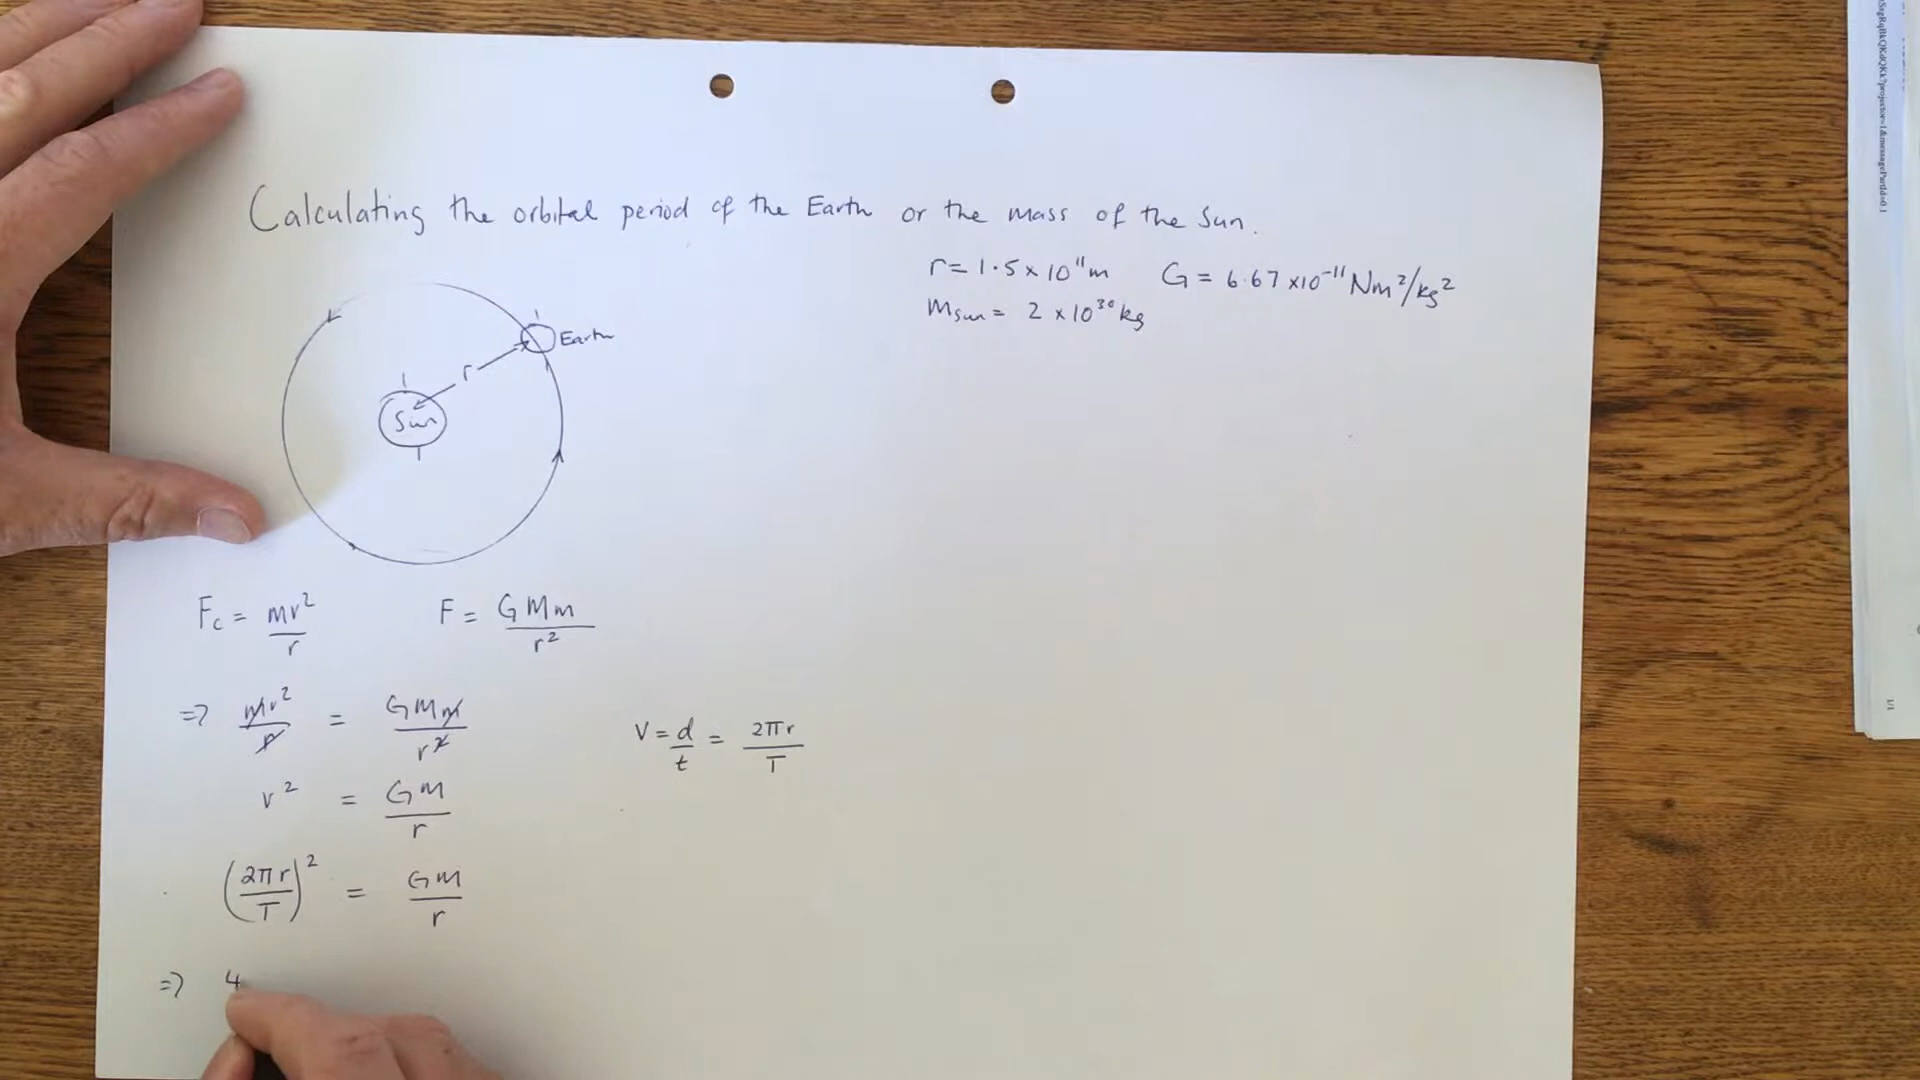 Calculating the orbital period of the Earth or the mass of the Sun.
r = 1.5 × 10¹¹ m G = 6.67 × 10⁻¹¹ Nm²/kg²
Msun = 2 × 10³⁰ kg
Earth
r
Sun
Fc = mv²/r F = GMm/r²
=> mv²/r = GMm/r² v = d/t = 2πr/T
v² = GM/r
(2πr/T)² = GM/r
=> 4
1/1